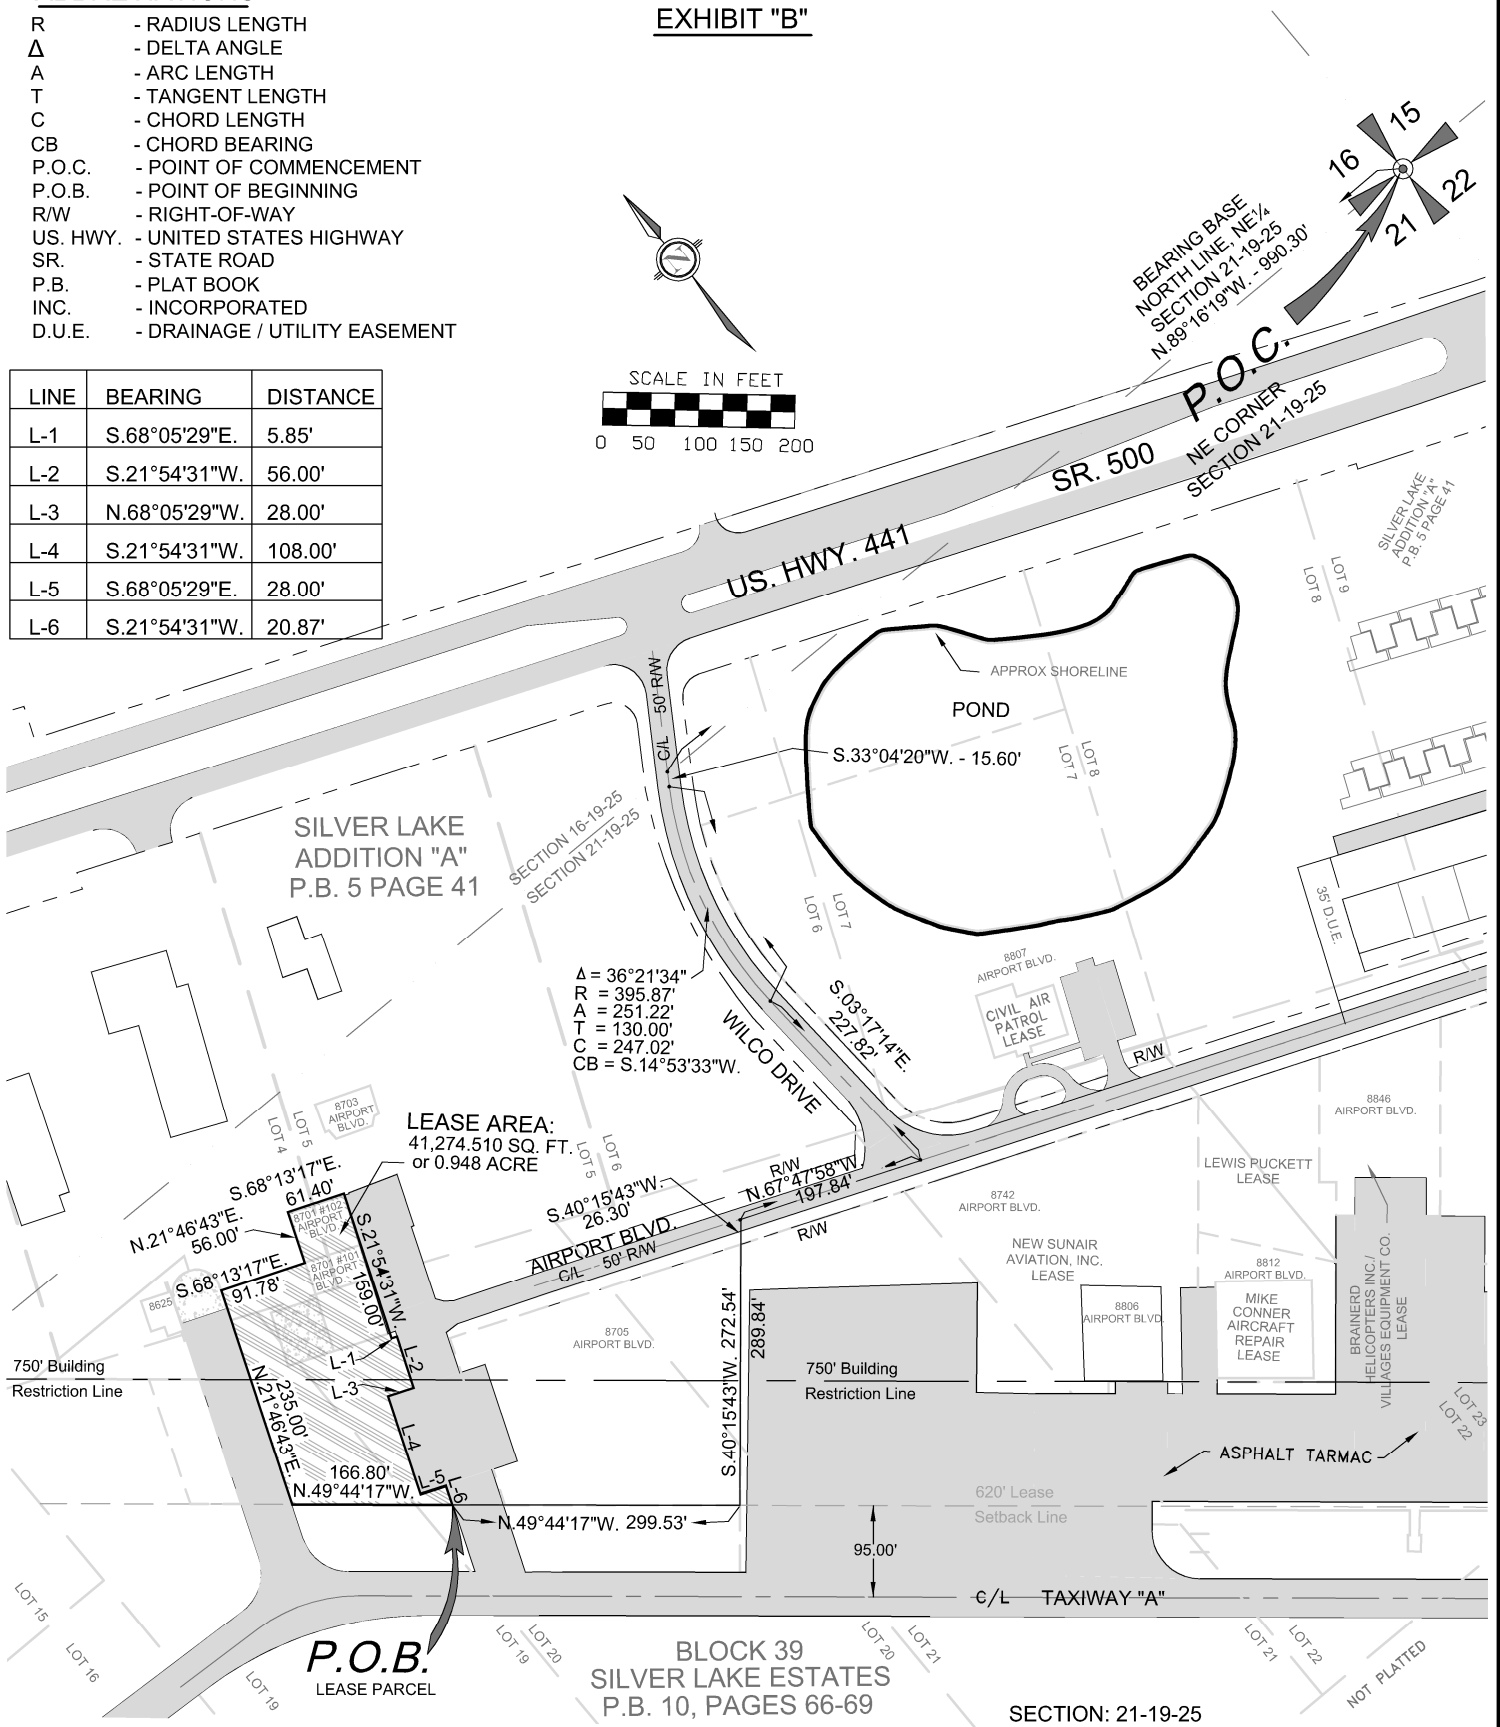 EXHIBIT "B"
R - RADIUS LENGTH
Δ - DELTA ANGLE
A - ARC LENGTH
T - TANGENT LENGTH
C - CHORD LENGTH
CB - CHORD BEARING
P.O.C. - POINT OF COMMENCEMENT
P.O.B. - POINT OF BEGINNING
R/W - RIGHT-OF-WAY
US. HWY. - UNITED STATES HIGHWAY
SR. - STATE ROAD
P.B. - PLAT BOOK
INC. - INCORPORATED
D.U.E. - DRAINAGE / UTILITY EASEMENT
LINE BEARING DISTANCE
L-1 S.68°05'29"E. 5.85'
L-2 S.21°54'31"W. 56.00'
L-3 N.68°05'29"W. 28.00'
L-4 S.21°54'31"W. 108.00'
L-5 S.68°05'29"E. 28.00'
L-6 S.21°54'31"W. 20.87'
N
SCALE IN FEET
0 50 100 150 200
15
16
22
21
BEARING BASE
NORTH LINE, NE¼
SECTION 21-19-25
N.89°16'19"W. - 990.30'
P.O.C.
NE CORNER
SECTION 21-19-25
SR. 500
US. HWY. 441
SILVER LAKE
ADDITION "A"
P.B. 5 PAGE 41
LOT 9
LOT 8
APPROX SHORELINE
POND
LOT 8
LOT 7
C/L 50' R/W
S.33°04'20"W. - 15.60'
SILVER LAKE
ADDITION "A"
P.B. 5 PAGE 41
SECTION 16-19-25
SECTION 21-19-25
LOT 7
LOT 6
35' D.U.E.
8807
AIRPORT BLVD.
CIVIL AIR
PATROL
LEASE
Δ = 36°21'34"
R = 395.87'
A = 251.22'
T = 130.00'
C = 247.02'
CB = S.14°53'33"W.
S.03°17'14"E.
227.82'
WILCO DRIVE
R/W
8846
AIRPORT BLVD.
8703
AIRPORT
BLVD.
LOT 5
LOT 4
LEASE AREA:
41,274.510 SQ. FT.
or 0.948 ACRE
LOT 6
LOT 5
R/W
N.67°47'58"W.
197.84'
R/W
S.40°15'43"W.
26.30'
AIRPORT BLVD.
C/L 50' R/W
LEWIS PUCKETT
LEASE
8742
AIRPORT BLVD.
NEW SUNAIR
AVIATION, INC.
LEASE
S.68°13'17"E.
61.40'
N.21°46'43"E.
56.00'
S.68°13'17"E.
91.78'
8701 #102
AIRPORT
BLVD.
8701 #101
AIRPORT
BLVD.
S.21°54'31"W.
159.00'
8625
8705
AIRPORT BLVD.
S.40°15'43"W. 272.54'
289.84'
8806
AIRPORT BLVD.
8812
AIRPORT BLVD.
MIKE
CONNER
AIRCRAFT
REPAIR
LEASE
BRAINERD
HELICOPTERS INC./
VILLAGES EQUIPMENT CO.
LEASE
750' Building
Restriction Line
750' Building
Restriction Line
L-1
L-2
L-3
L-4
L-5
L-6
235.00'
N.21°46'43"E.
166.80'
N.49°44'17"W.
N.49°44'17"W. 299.53'
LOT 23
LOT 22
ASPHALT TARMAC
620' Lease
Setback Line
95.00'
C/L TAXIWAY "A"
P.O.B.
LEASE PARCEL
LOT 15
LOT 16
LOT 19
LOT 19
LOT 20
BLOCK 39
SILVER LAKE ESTATES
P.B. 10, PAGES 66-69
LOT 20
LOT 21
LOT 21
LOT 22
NOT PLATTED
SECTION: 21-19-25